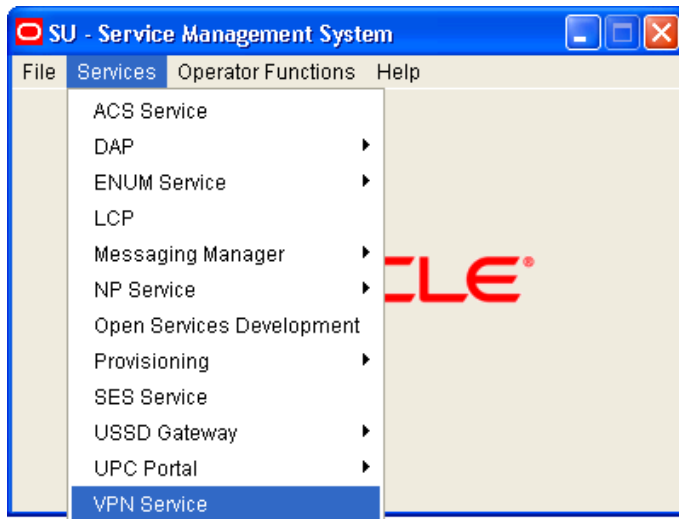 SU - Service Management System
File Services Operator Functions Help
ACS Service
DAP
ENUM Service
LCP
Messaging Manager
NP Service
CLE®
Open Services Development
Provisioning
SES Service
USSD Gateway
UPC Portal
VPN Service